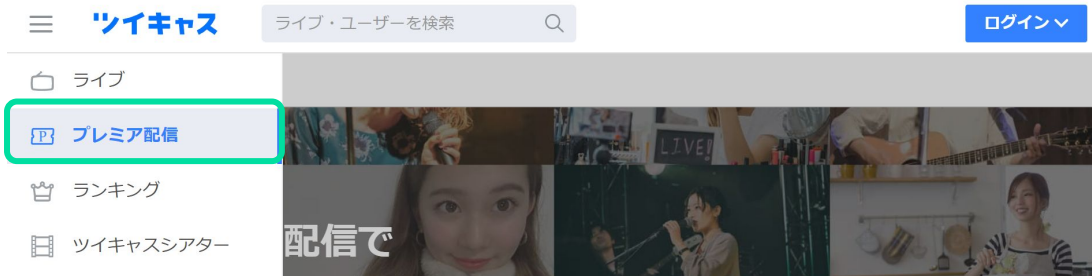 ツイキャス
ライブ・ユーザーを検索
ログイン
ライブ
プレミア配信
ランキング
ツイキャスシアター
LIVE!
配信で